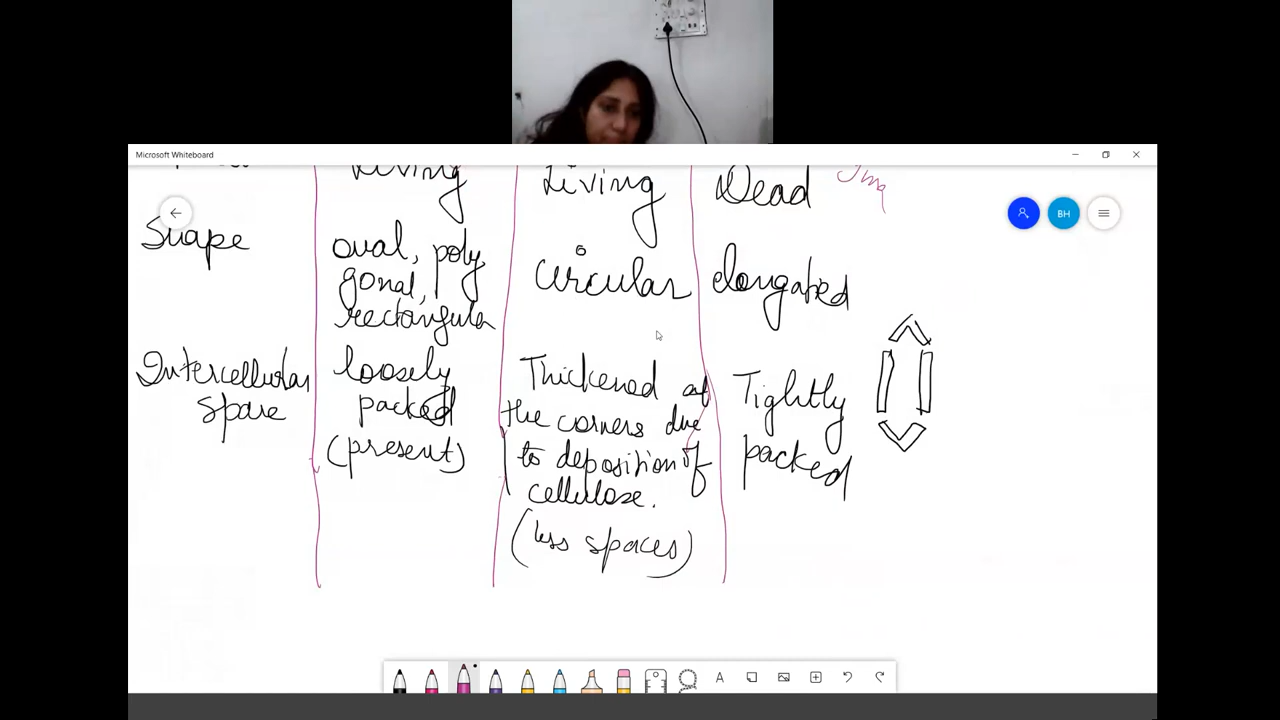 Microsoft Whiteboard
Living Living Dead
BH
Shape oval, poly circular elongated
gonal,
rectangular
Intercellular loosely Thickened at Tightly
space packed the corners due packed
(present) to deposition of
cellulose.
(less spaces)
A